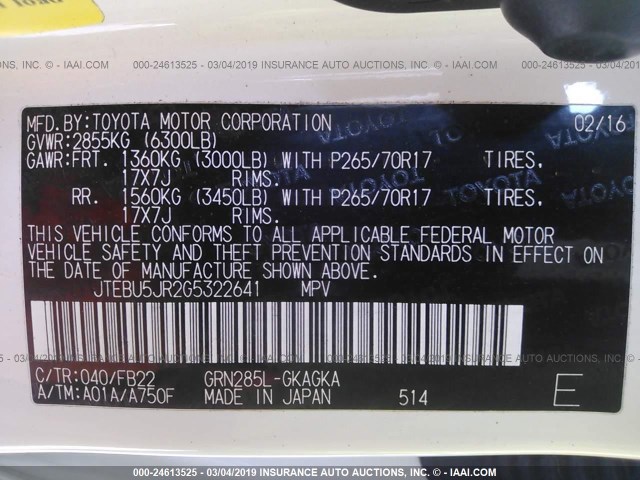 000-24613525 - 03/04/2019 INSURANCE AUTO AUCTIONS, INC. - IAAI.COM
MFD.BY:TOYOTA MOTOR CORPORATION 02/16
GVWR:2855KG (6300LB)
GAWR:FRT. 1360KG (3000LB) WITH P265/70R17 TIRES,
17X7J RIMS.
RR. 1560KG (3450LB) WITH P265/70R17 TIRES,
17X7J RIMS.
THIS VEHICLE CONFORMS TO ALL APPLICABLE FEDERAL MOTOR
VEHICLE SAFETY AND THEFT PREVENTION STANDARDS IN EFFECT ON
THE DATE OF MANUFACTURE SHOWN ABOVE.
JTEBU5JR2G5322641 MPV
C/TR:040/FB22 GRN285L-GKAGKA
A/TM:A01A/A750F MADE IN JAPAN 514 E
000-24613525 - 03/04/2019 INSURANCE AUTO AUCTIONS, INC. - IAAI.COM